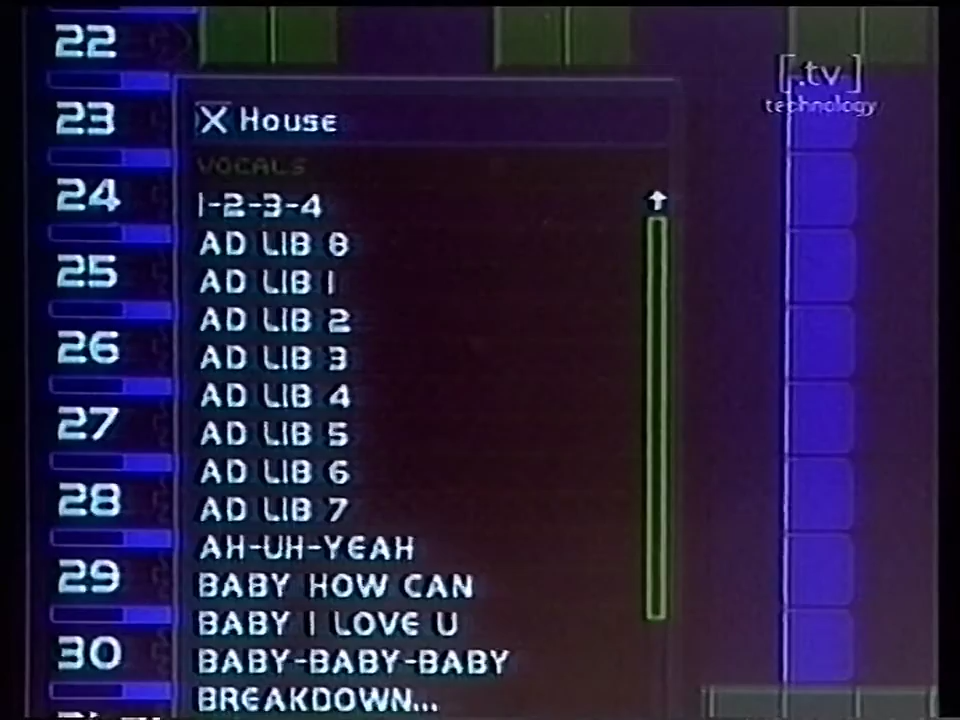 22
23
24
25
26
27
28
29
30
[.tv]
technology
X House
VOCALS
1-2-3-4
AD LIB 8
AD LIB 1
AD LIB 2
AD LIB 3
AD LIB 4
AD LIB 5
AD LIB 6
AD LIB 7
AH-UH-YEAH
BABY HOW CAN
BABY I LOVE U
BABY-BABY-BABY
BREAKDOWN...